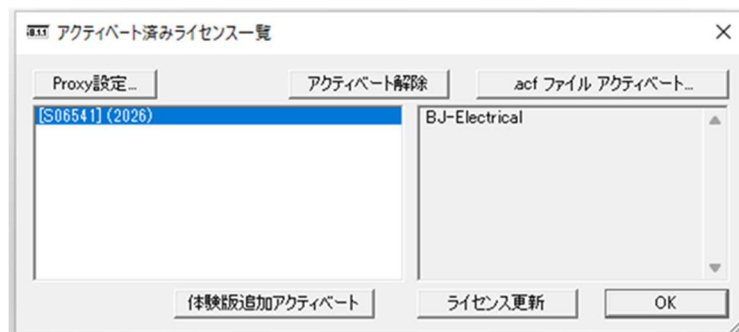 アクティベート済みライセンス一覧
Proxy設定...
アクティベート解除
.acf ファイル アクティベート...
[S06541] (2026)
BJ-Electrical
体験版追加アクティベート
ライセンス更新
OK